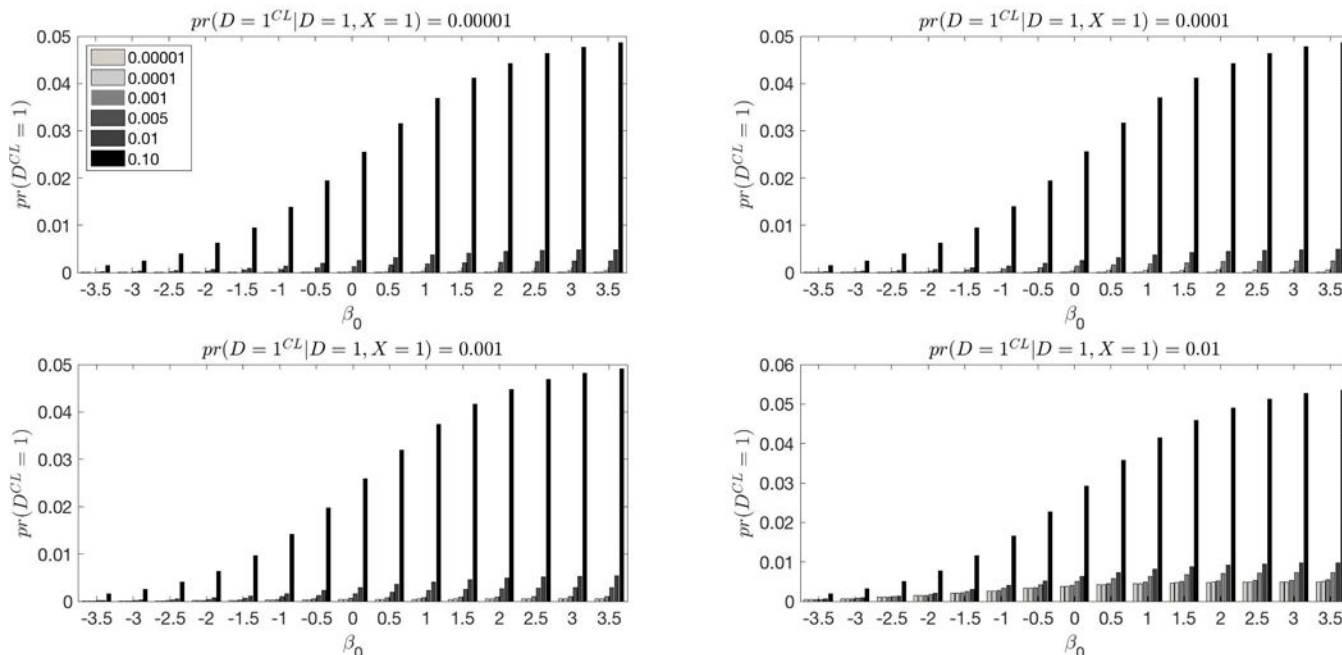 pr(D = 1^{CL}|D = 1, X = 1) = 0.00001
0.05
0.04
0.03
0.02
0.01
0
pr(D^{CL} = 1)
0.00001
0.0001
0.001
0.005
0.01
0.10
-3.5 -3 -2.5 -2 -1.5 -1 -0.5 0 0.5 1 1.5 2 2.5 3 3.5
β_0
pr(D = 1^{CL}|D = 1, X = 1) = 0.0001
0.05
0.04
0.03
0.02
0.01
0
pr(D^{CL} = 1)
-3.5 -3 -2.5 -2 -1.5 -1 -0.5 0 0.5 1 1.5 2 2.5 3 3.5
β_0
pr(D = 1^{CL}|D = 1, X = 1) = 0.001
0.05
0.04
0.03
0.02
0.01
0
pr(D^{CL} = 1)
-3.5 -3 -2.5 -2 -1.5 -1 -0.5 0 0.5 1 1.5 2 2.5 3 3.5
β_0
pr(D = 1^{CL}|D = 1, X = 1) = 0.01
0.06
0.05
0.04
0.03
0.02
0.01
0
pr(D^{CL} = 1)
-3.5 -3 -2.5 -2 -1.5 -1 -0.5 0 0.5 1 1.5 2 2.5 3 3.5
β_0